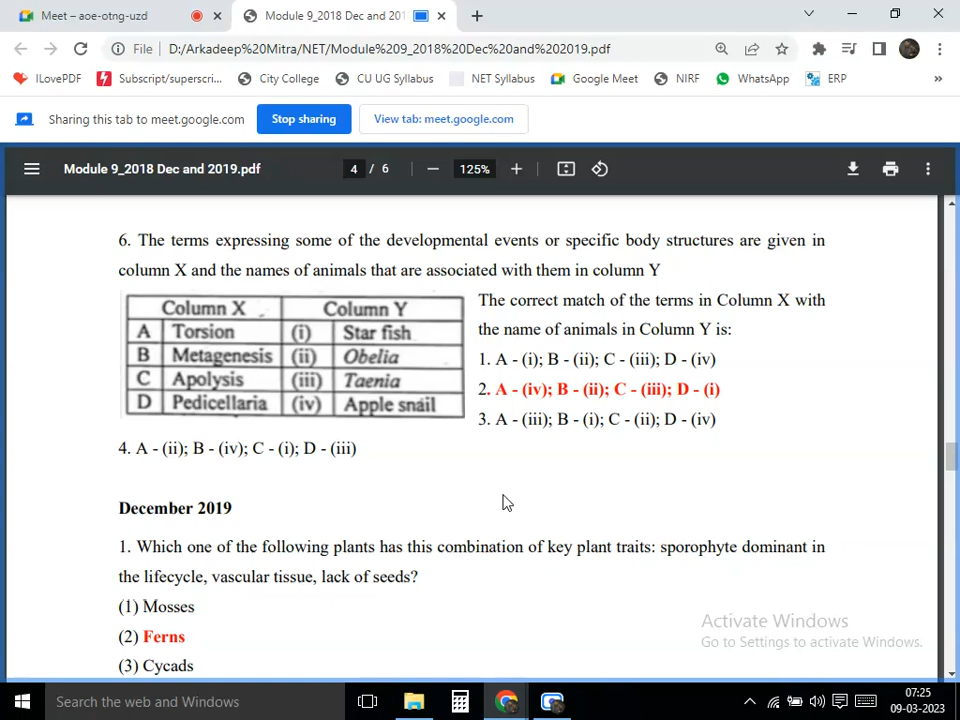 Meet – aoe-otng-uzd
Module 9_2018 Dec and 201
File D:/Arkadeep%20Mitra/NET/Module%209_2018%20Dec%20and%202019.pdf
ILovePDF Subscript/superscri... City College CU UG Syllabus NET Syllabus Google Meet NIRF WhatsApp ERP »
Sharing this tab to meet.google.com Stop sharing View tab: meet.google.com
Module 9_2018 Dec and 2019.pdf 4 / 6 125%
6. The terms expressing some of the developmental events or specific body structures are given in
column X and the names of animals that are associated with them in column Y
Column X Column Y
A Torsion (i) Star fish
B Metagenesis (ii) Obelia
C Apolysis (iii) Taenia
D Pedicellaria (iv) Apple snail
The correct match of the terms in Column X with
the name of animals in Column Y is:
1. A - (i); B - (ii); C - (iii); D - (iv)
2. A - (iv); B - (ii); C - (iii); D - (i)
3. A - (iii); B - (i); C - (ii); D - (iv)
4. A - (ii); B - (iv); C - (i); D - (iii)
December 2019
1. Which one of the following plants has this combination of key plant traits: sporophyte dominant in
the lifecycle, vascular tissue, lack of seeds?
(1) Mosses
(2) Ferns
(3) Cycads
Activate Windows
Go to Settings to activate Windows.
Search the web and Windows
07:25
09-03-2023